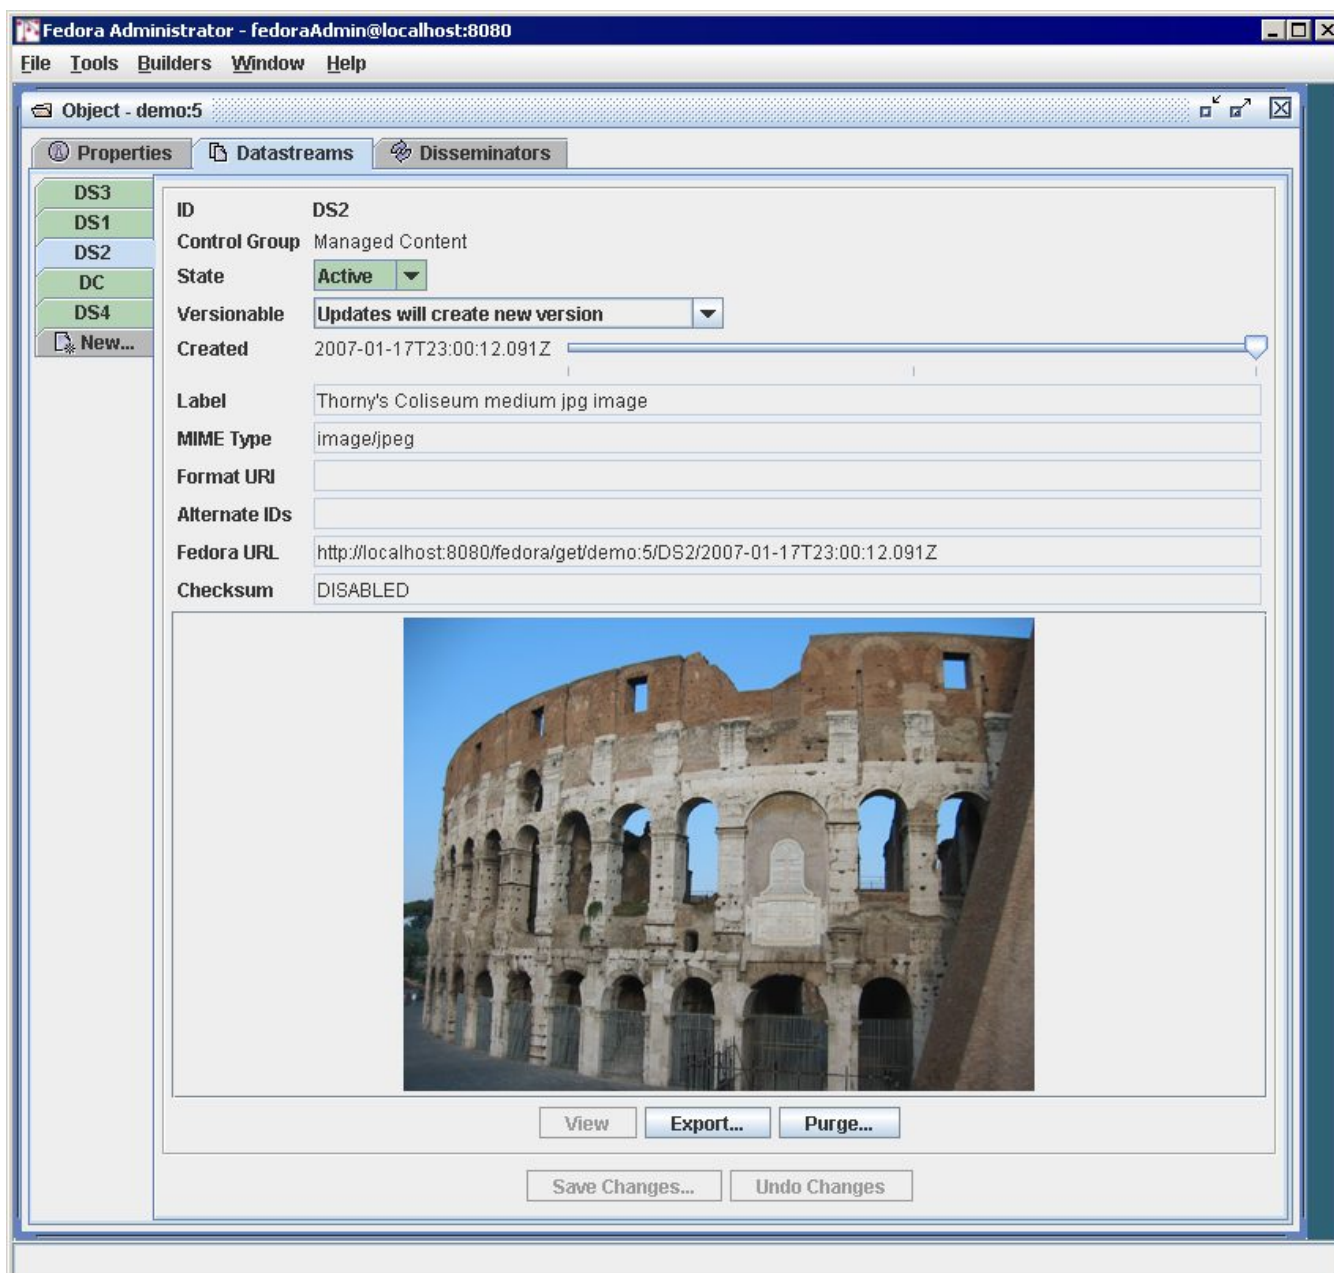 Fedora Administrator - fedoraAdmin@localhost:8080
File Tools Builders Window Help
Object - demo:5
Properties Datastreams Disseminators
DS3
DS1
DS2
DC
DS4
New...
ID DS2
Control Group Managed Content
State Active
Versionable Updates will create new version
Created 2007-01-17T23:00:12.091Z
Label Thorny's Coliseum medium jpg image
MIME Type image/jpeg
Format URI
Alternate IDs
Fedora URL http://localhost:8080/fedora/get/demo:5/DS2/2007-01-17T23:00:12.091Z
Checksum DISABLED
View Export... Purge...
Save Changes... Undo Changes